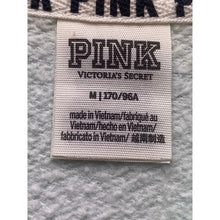 K PINK P
PINK
VICTORIA'S SECRET
M | 170/96A
made in Vietnam/fabriqué au
Vietnam/hecho en Vietnam/
fabbricato in Vietnam/ 越南制造